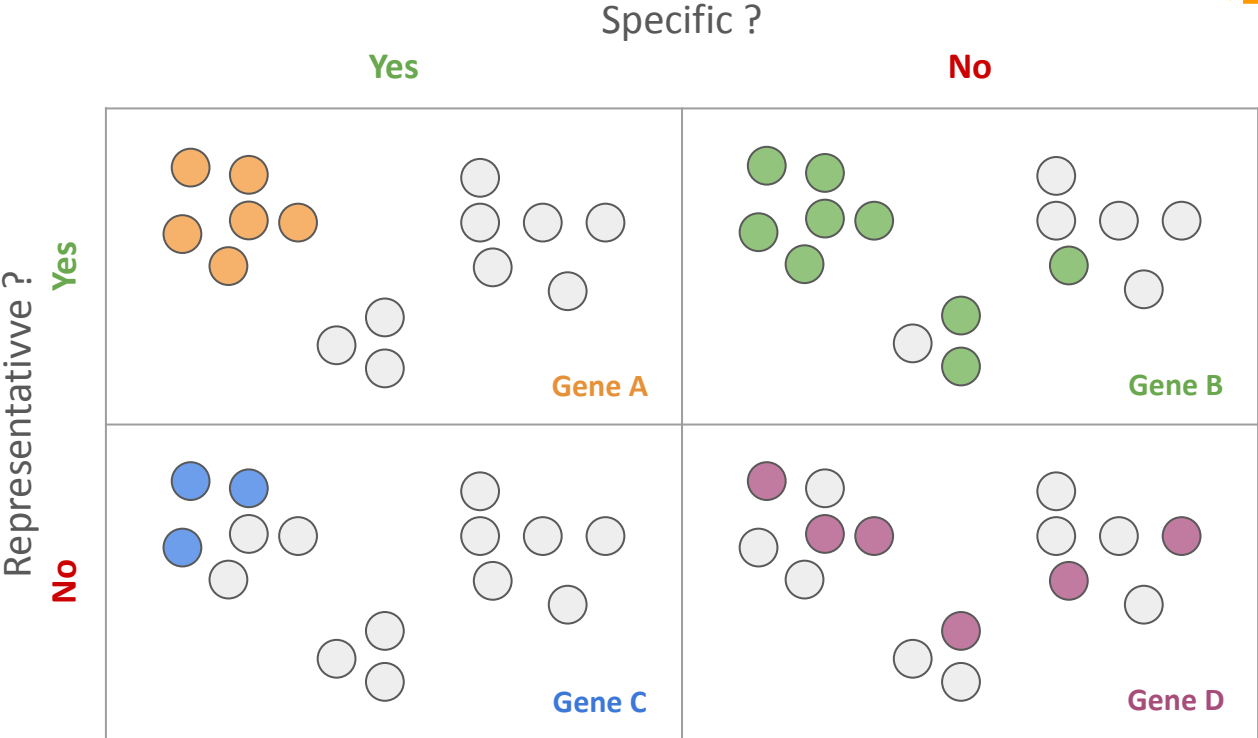 Specific ?
Yes
No
Representativve ?
Yes
Gene A
Gene B
No
Gene C
Gene D